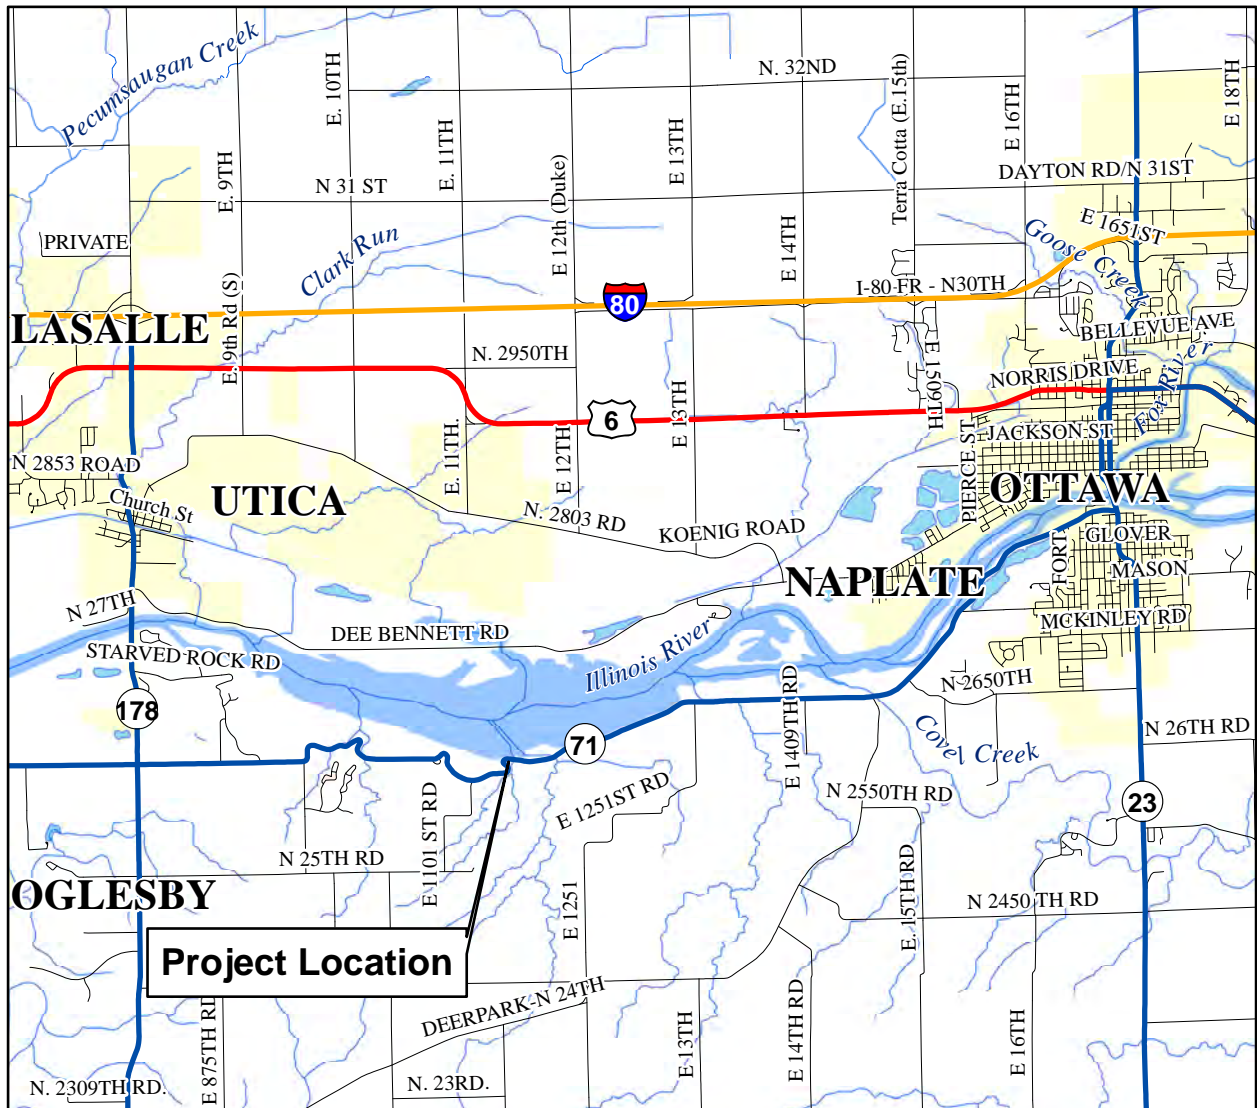 Pecumsaugan Creek
E. 10TH
N. 32ND
E. 11TH
E 13TH
Terra Cotta (E.15th)
E 16TH
E 18TH
E. 9TH
N 31 ST
E 12th (Duke)
DAYTON RD/N 31ST
PRIVATE
Clark Run
E 14TH
E 1651ST
Goose Creek
E. 9th Rd (S)
80
I-80 FR - N30TH
LASALLE
BELLEVUE AVE
N. 2950TH
E 1509TH
NORRIS DRIVE
Fox River
6
E 13TH
JACKSON ST
E. 11TH.
E 12TH
N 2853 ROAD
Church St
UTICA
PIERCE ST.
OTTAWA
N. 2803 RD
KOENIG ROAD
GLOVER
FORT
MASON
NAPLATE
N 27TH
DEE BENNETT RD
MCKINLEY RD
STARVED ROCK RD
Illinois River
N 2650TH
178
E 1409TH RD
71
Covel Creek
N 26TH RD
E 1251ST RD
N 2550TH RD
23
E 1101 ST RD
N 25TH RD
OGLESBY
E 1251
E. 15TH RD
N 2450 TH RD
Project Location
DEERPARK-N 24TH
E 875TH RD
E 13TH
E 14TH RD
E 16TH
N. 2309TH RD.
N. 23RD.